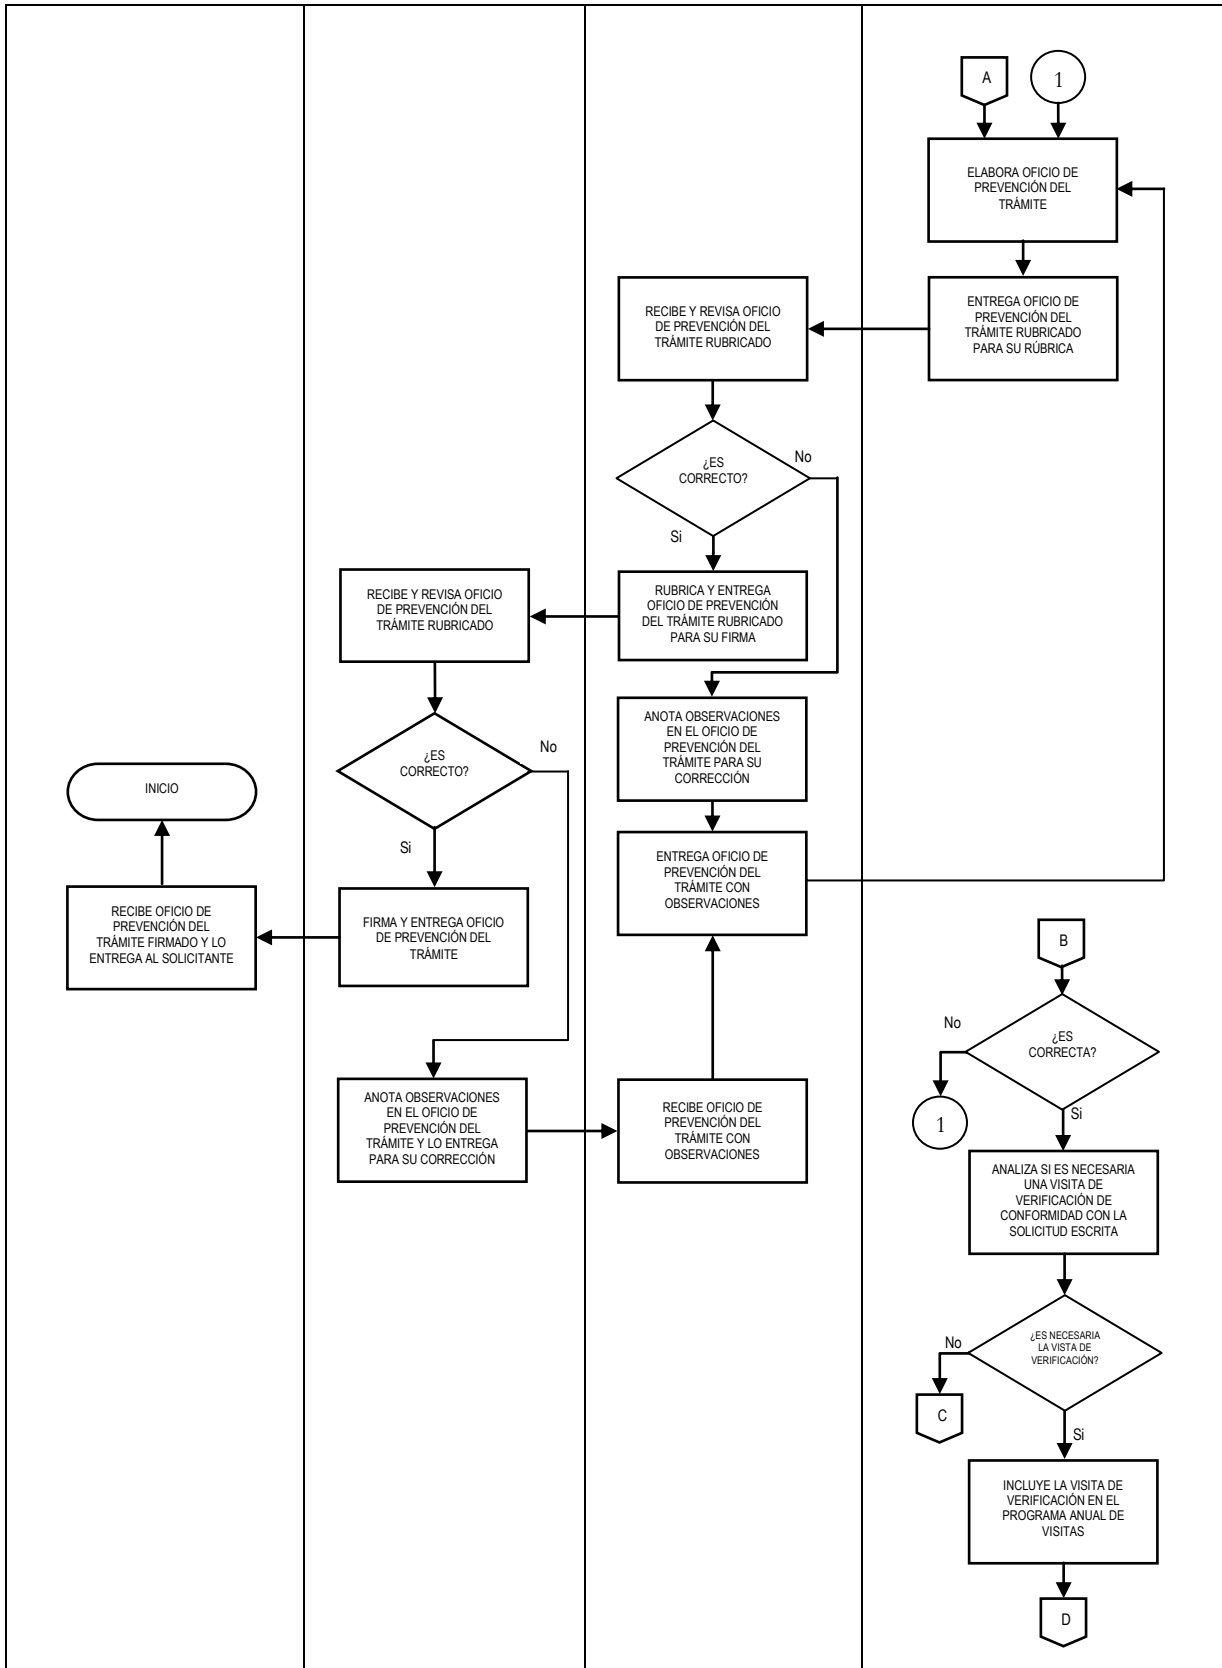 A
1
ELABORA OFICIO DE
PREVENCIÓN DEL
TRÁMITE
ENTREGA OFICIO DE
PREVENCIÓN DEL
TRÁMITE RUBRICADO
PARA SU RÚBRICA
RECIBE Y REVISA OFICIO
DE PREVENCIÓN DEL
TRÁMITE RUBRICADO
¿ES
CORRECTO?
No
Si
RUBRICA Y ENTREGA
OFICIO DE PREVENCIÓN
DEL TRÁMITE RUBRICADO
PARA SU FIRMA
RECIBE Y REVISA OFICIO
DE PREVENCIÓN DEL
TRÁMITE RUBRICADO
ANOTA OBSERVACIONES
EN EL OFICIO DE
PREVENCIÓN DEL
TRÁMITE PARA SU
CORRECCIÓN
¿ES
CORRECTO?
No
Si
INICIO
ENTREGA OFICIO DE
PREVENCIÓN DEL
TRÁMITE CON
OBSERVACIONES
FIRMA Y ENTREGA OFICIO
DE PREVENCIÓN DEL
TRÁMITE
RECIBE OFICIO DE
PREVENCIÓN DEL
TRÁMITE FIRMADO Y LO
ENTREGA AL SOLICITANTE
ANOTA OBSERVACIONES
EN EL OFICIO DE
PREVENCIÓN DEL
TRÁMITE Y LO ENTREGA
PARA SU CORRECCIÓN
RECIBE OFICIO DE
PREVENCIÓN DEL
TRÁMITE CON
OBSERVACIONES
B
¿ES
CORRECTA?
No
1
Si
ANALIZA SI ES NECESARIA
UNA VISITA DE
VERIFICACIÓN DE
CONFORMIDAD CON LA
SOLICITUD ESCRITA
¿ES NECESARIA
LA VISTA DE
VERIFICACIÓN?
No
C
Si
INCLUYE LA VISITA DE
VERIFICACIÓN EN EL
PROGRAMA ANUAL DE
VISITAS
D